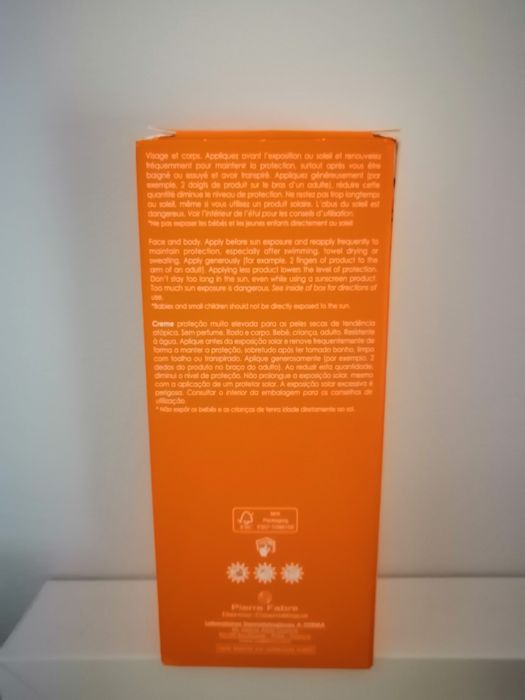 Visage et corps. Appliquez avant l'exposition au soleil et renouvelez
fréquemment pour maintenir la protection, surtout après vous être
baigné ou essuyé et avoir transpiré. Appliquez généreusement (par
exemple, 2 doigts de produit sur le bras d'un adulte), réduire cette
quantité diminue le niveau de protection. Ne restez pas trop longtemps
au soleil, même si vous utilisez un produit solaire. L'abus du soleil est
dangereux. Voir l'intérieur de l'étui pour les conseils d'utilisation.
*Ne pas exposer les bébés et les jeunes enfants directement au soleil
Face and body. Apply before sun exposure and reapply frequently to
maintain protection, especially after swimming, towel drying or
sweating. Apply generously (for example, 2 fingers of product to the
arm of an adult). Applying less product lowers the level of protection.
Don't stay too long in the sun, even while using a sunscreen product.
Too much sun exposure is dangerous. See inside of box for directions of
use.
*Babies and small children should not be directly exposed to the sun.
Creme proteção muito elevada para as peles secas de tendência
atópica. Sem perfume. Rosto e corpo. Bebé, criança, adulto. Resistente
à água. Aplique antes da exposição solar e renove frequentemente de
forma a manter a proteção, sobretudo após ter tomado banho, limpo
com toalha ou transpirado. Aplique generosamente (por exemplo, 2
dedos do produto no braço do adulto). Ao reduzir esta quantidade,
diminui o nível de proteção. Não prolongue a exposição solar, mesmo
com a aplicação de um protetor solar. A exposição solar excessiva é
perigosa. Consultar o interior da embalagem para os conselhos de
utilização.
* Não expôr os bebés e as crianças de tenra idade diretamente ao sol.
MIX
Packaging
FSC
Pierre Fabre
Dermo-Cosmétique
Laboratoires Dermatologiques A-DERMA